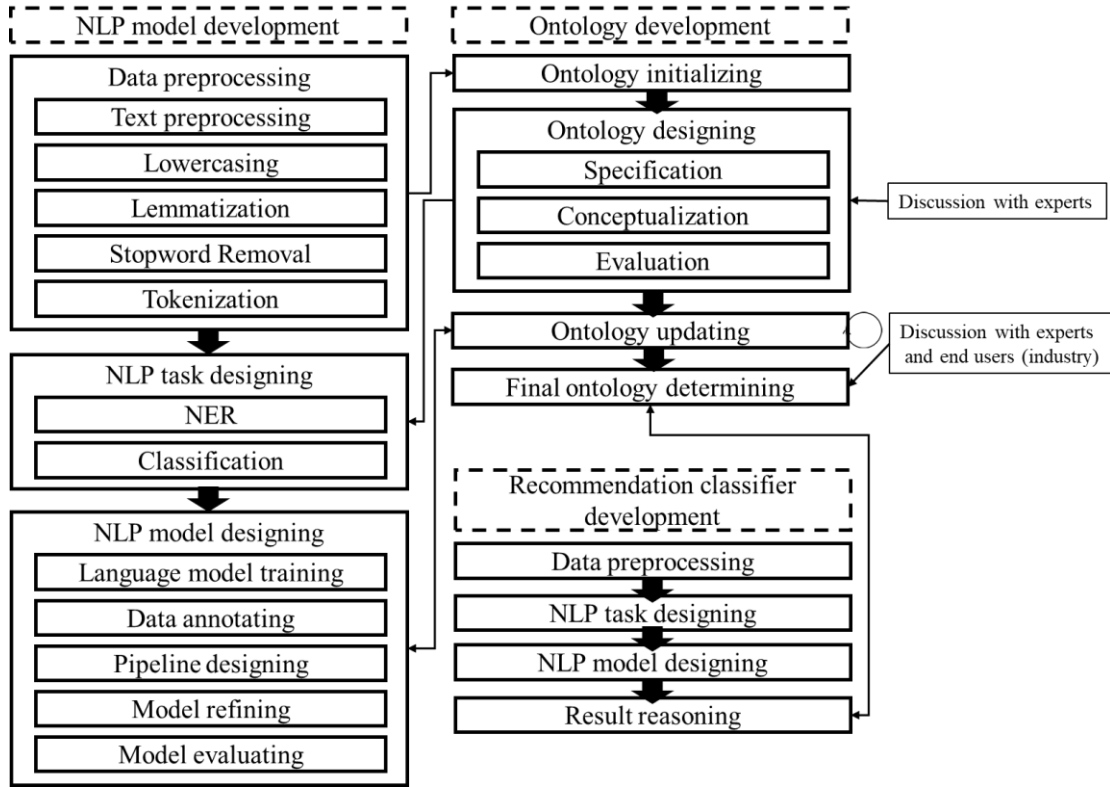 NLP model development
Data preprocessing
Text preprocessing
Lowercasing
Lemmatization
Stopword Removal
Tokenization
NLP task designing
NER
Classification
NLP model designing
Language model training
Data annotating
Pipeline designing
Model refining
Model evaluating
Ontology development
Ontology initializing
Ontology designing
Specification
Conceptualization
Evaluation
Ontology updating
Final ontology determining
Discussion with experts
Discussion with experts
and end users (industry)
Recommendation classifier
development
Data preprocessing
NLP task designing
NLP model designing
Result reasoning